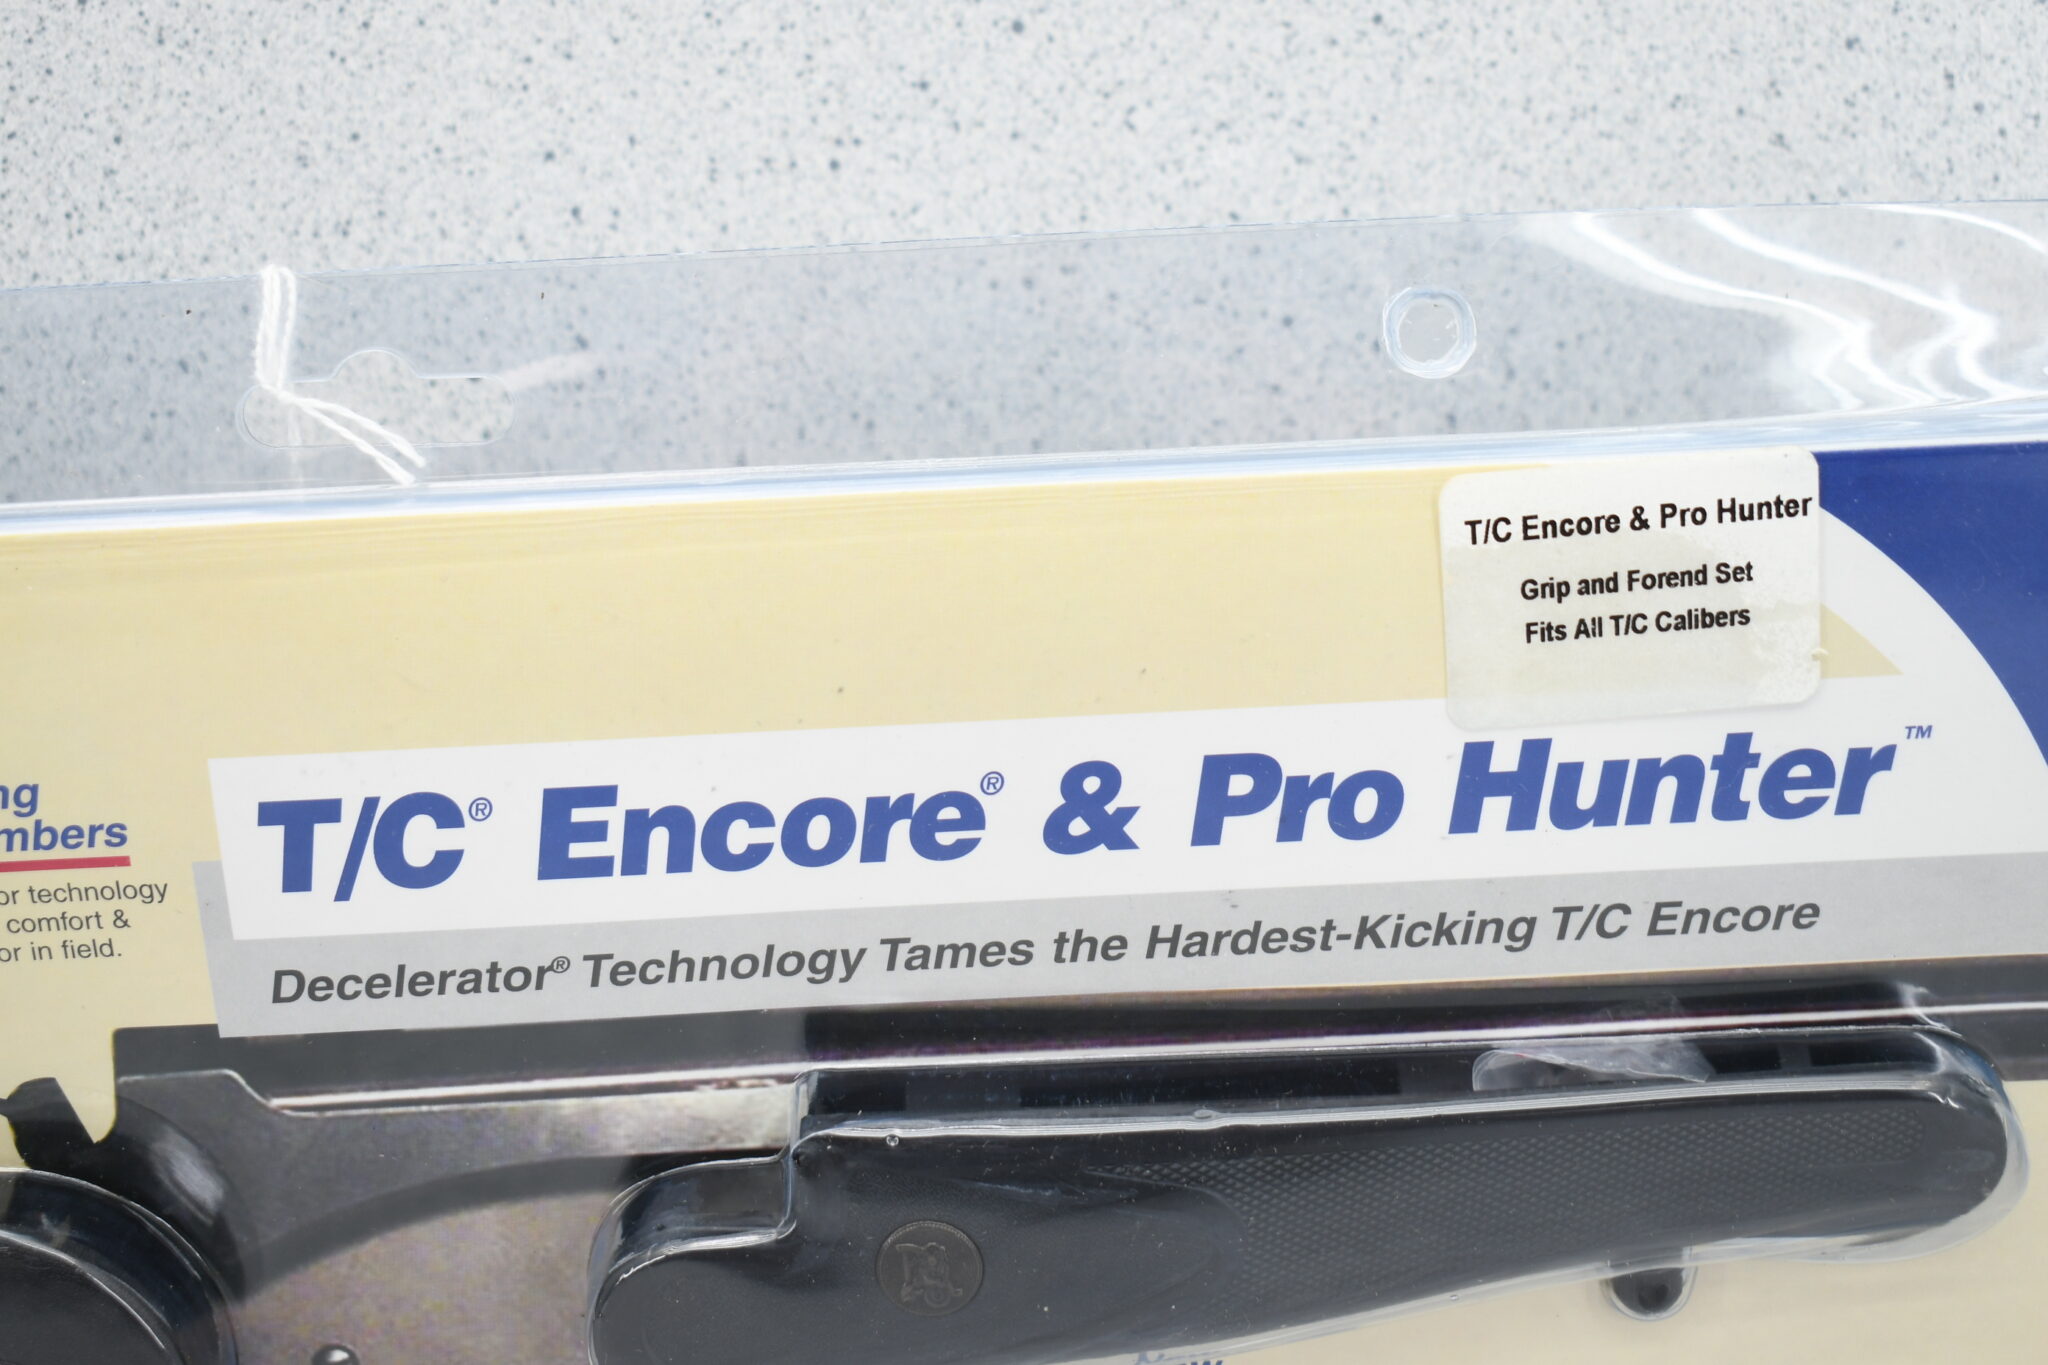 T/C Encore & Pro Hunter
Grip and Forend Set
Fits All T/C Calibers
T/C® Encore® & Pro Hunter™
Decelerator® Technology Tames the Hardest-Kicking T/C Encore
ng
mbers
or technology
comfort &
or in field.